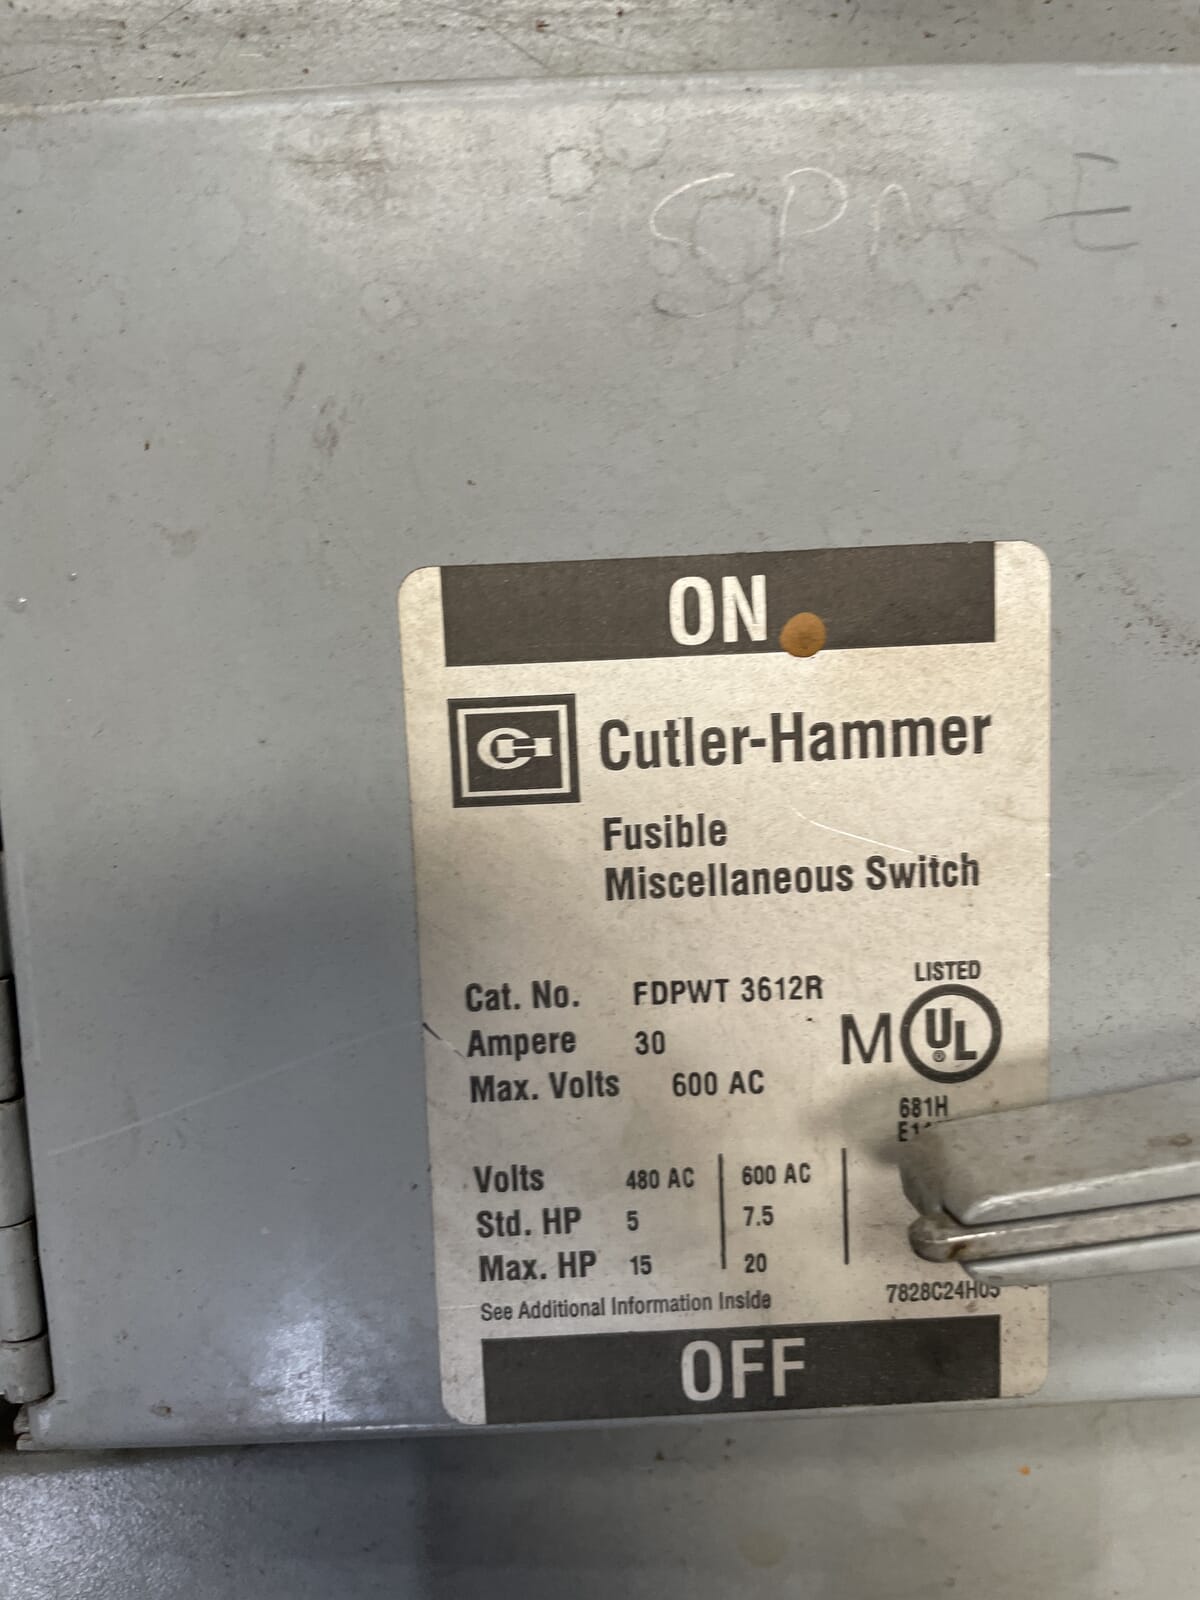 SPARE
ON
CH
Cutler-Hammer
Fusible
Miscellaneous Switch
Cat. No. FDPWT 3612R
LISTED
Ampere 30
M UL ®
Max. Volts 600 AC
681H
Volts 480 AC 600 AC
Std. HP 5 7.5
Max. HP 15 20
See Additional Information Inside
7828C24H05
OFF